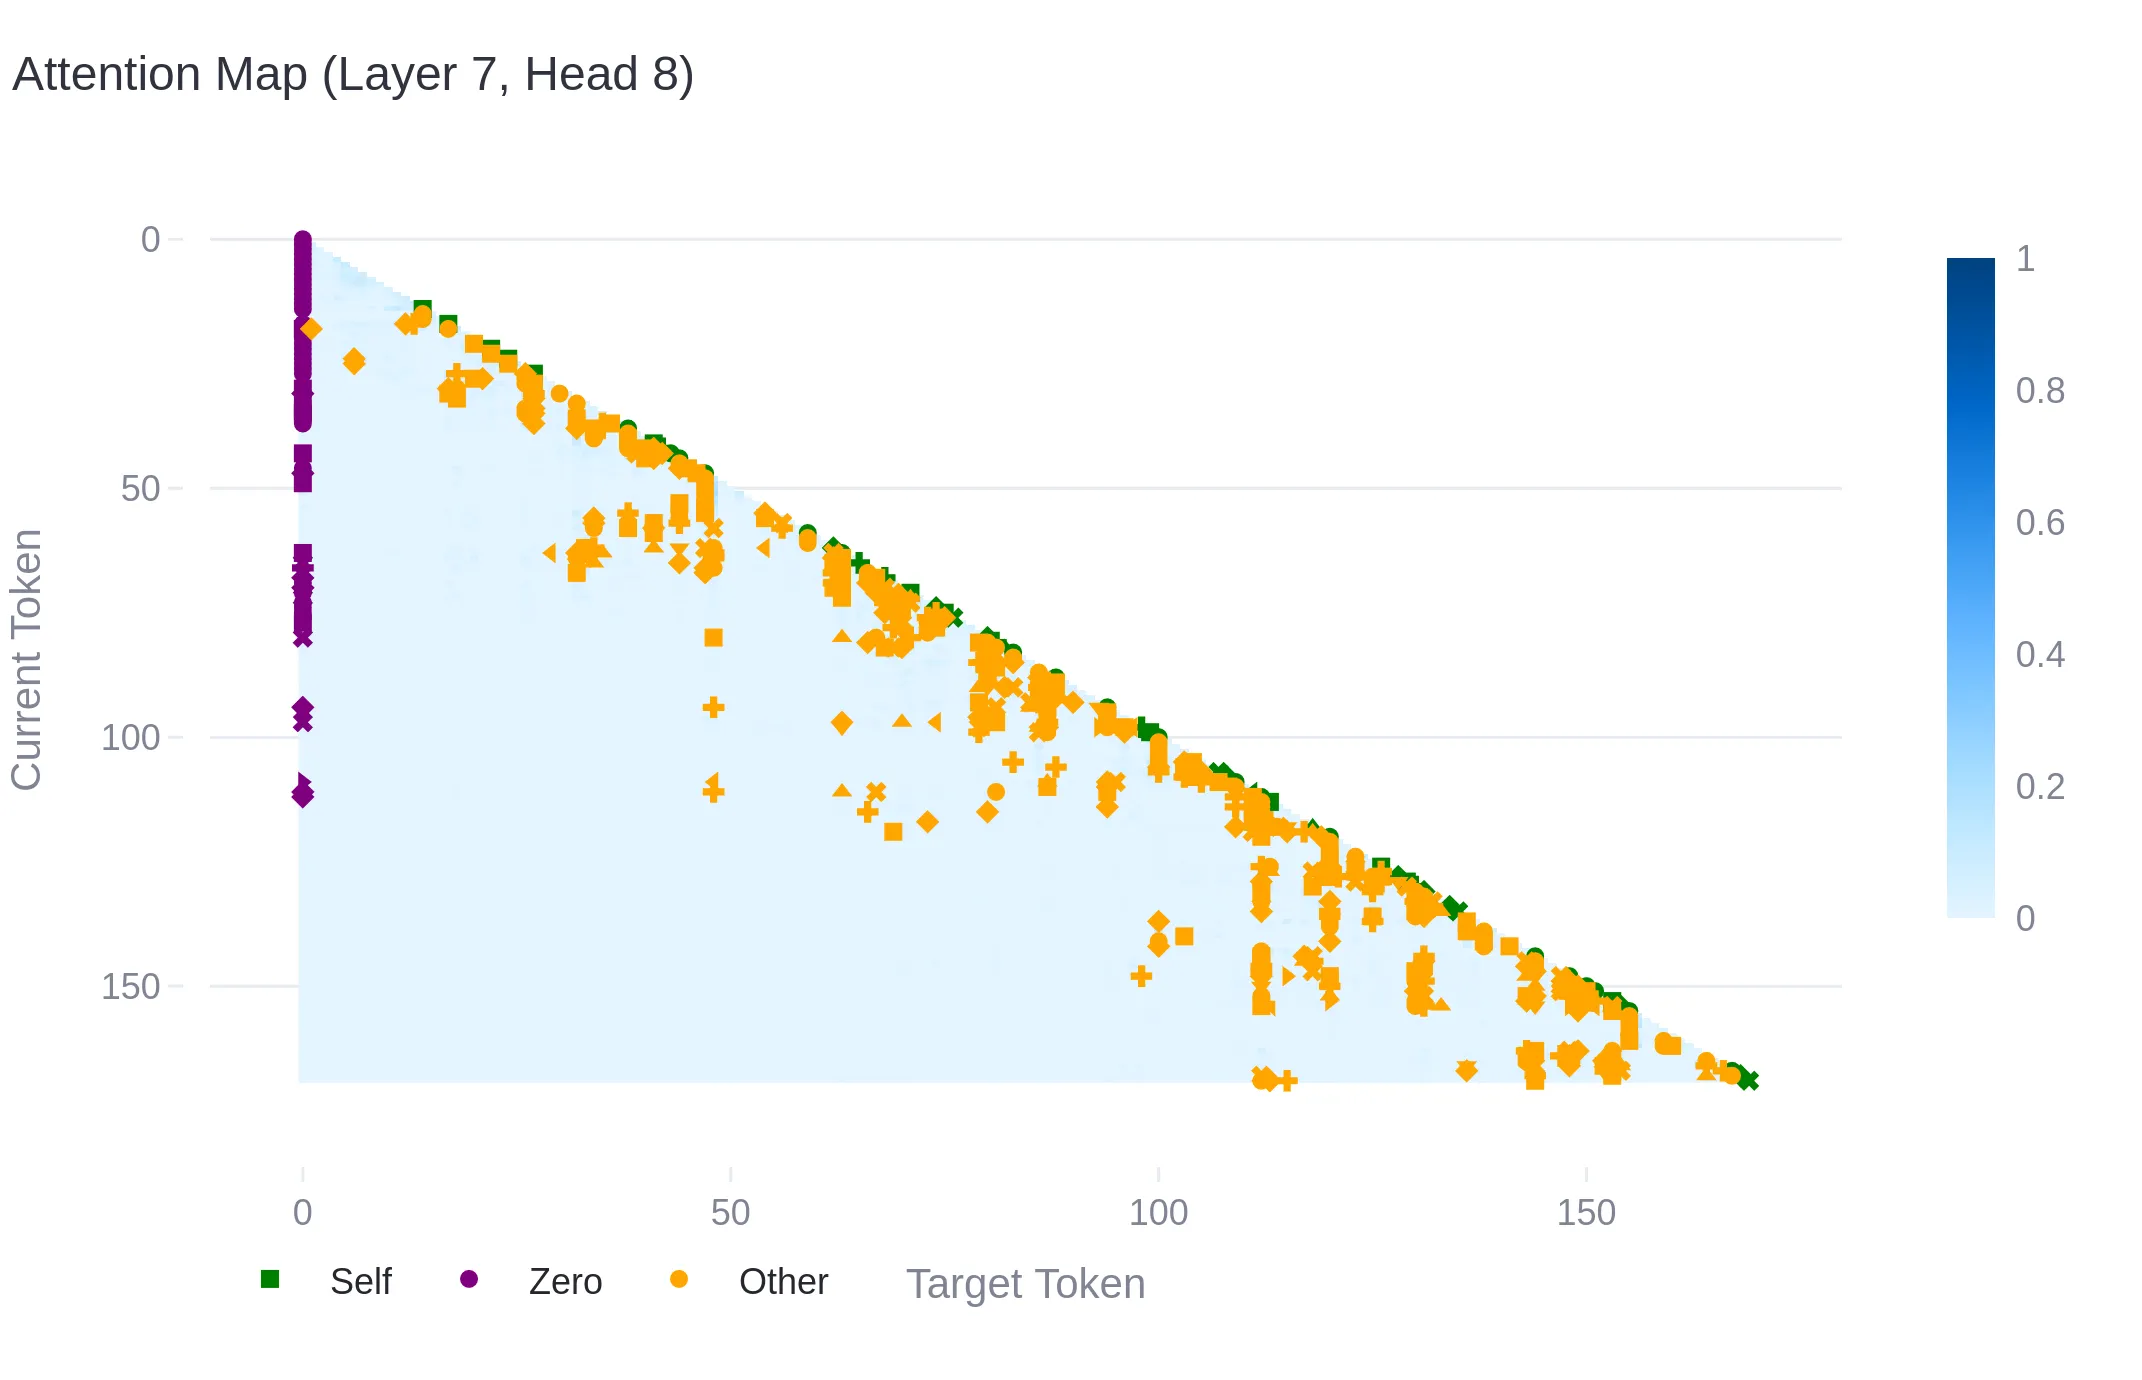 Attention Map (Layer 7, Head 8)
0
50
100
150
Current Token
1
0.8
0.6
0.4
0.2
0
0 50 100 150
Self Zero Other Target Token